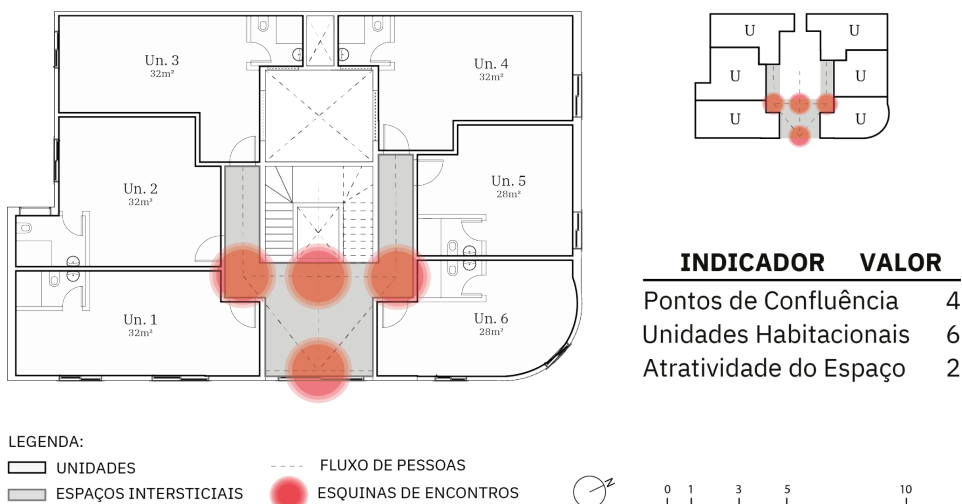 Un. 3
32m²
Un. 4
32m²
Un. 2
32m²
Un. 5
28m²
Un. 1
32m²
Un. 6
28m²
U U
U U
U U
INDICADOR VALOR
Pontos de Confluência 4
Unidades Habitacionais 6
Atratividade do Espaço 2
LEGENDA:
UNIDADES
FLUXO DE PESSOAS
ESPAÇOS INTERSTICIAIS
ESQUINAS DE ENCONTROS
N
0 1 3 5 10